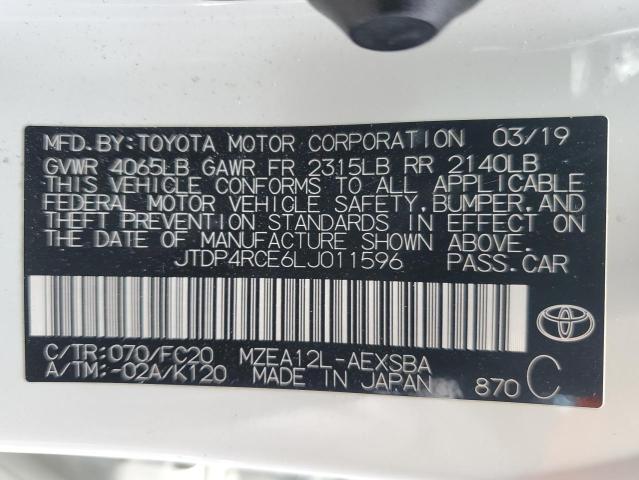 MFD.BY:TOYOTA MOTOR CORPORATION 03/19
GVWR 4065LB GAWR FR 2315LB RR 2140LB
THIS VEHICLE CONFORMS TO ALL APPLICABLE
FEDERAL MOTOR VEHICLE SAFETY,BUMPER,AND
THEFT PREVENTION STANDARDS IN EFFECT ON
THE DATE OF MANUFACTURE SHOWN ABOVE.
JTDP4RCE6LJ011596 PASS.CAR
C/TR:070/FC20 MZEA12L-AEXSBA
A/TM:-02A/K120 MADE IN JAPAN 870 C